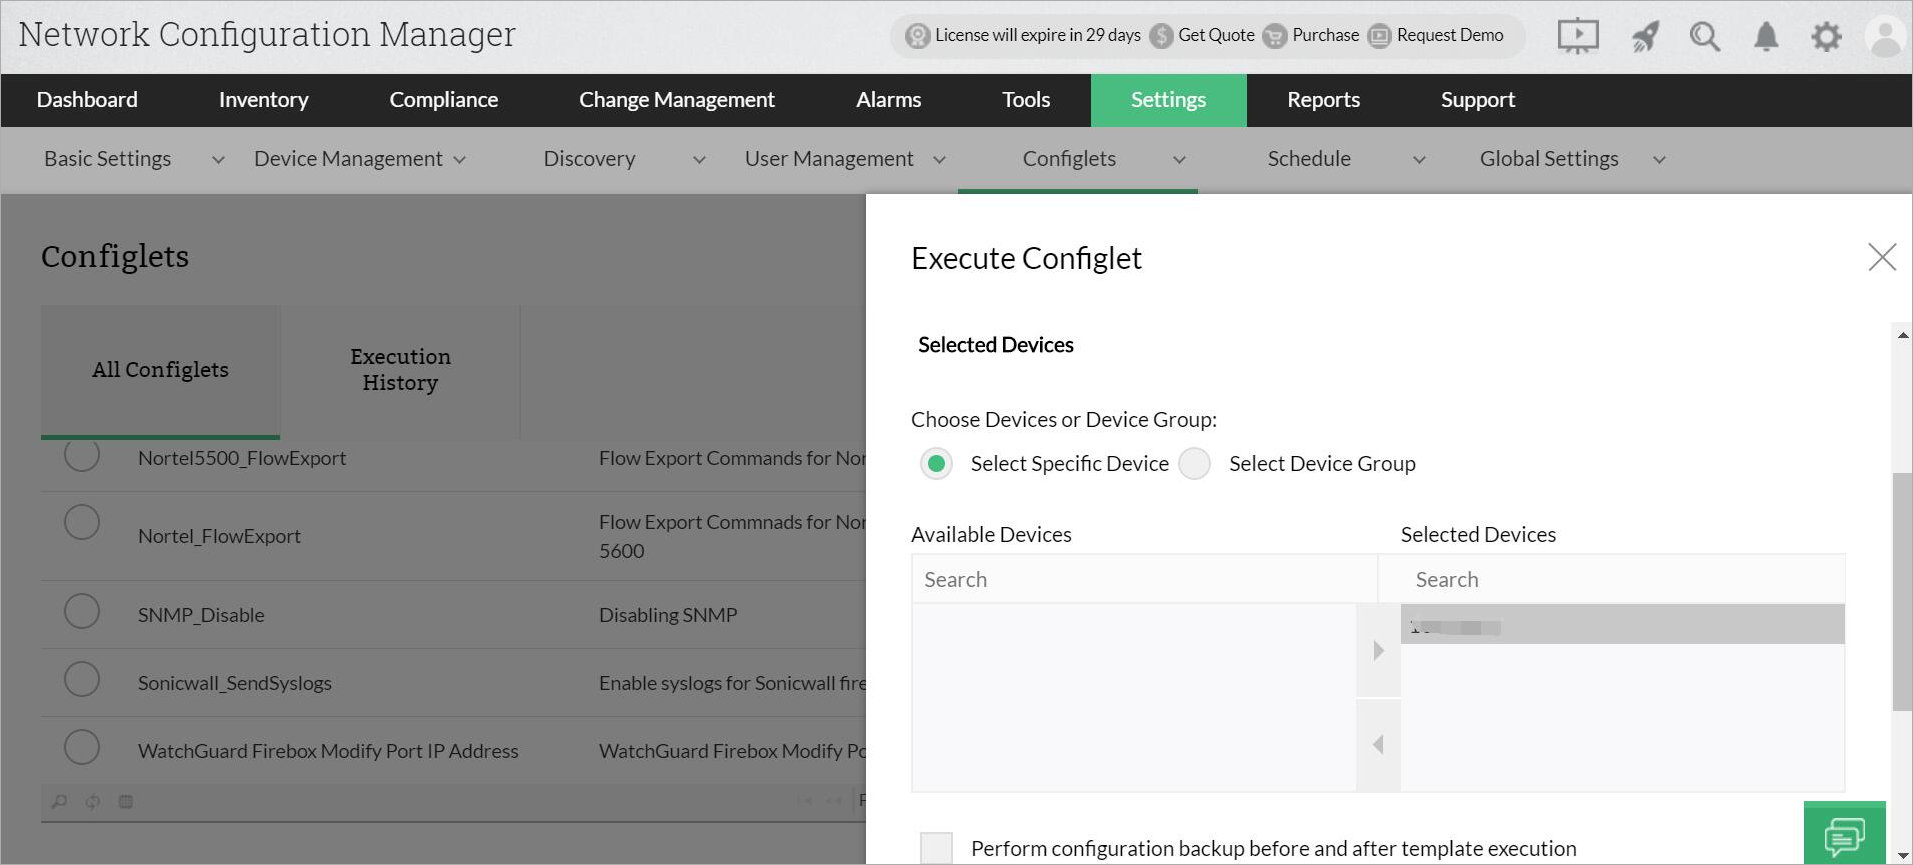 Network Configuration Manager
License will expire in 29 days Get Quote Purchase Request Demo
Dashboard Inventory Compliance Change Management Alarms Tools Settings Reports Support
Basic Settings Device Management Discovery User Management Configlets Schedule Global Settings
Configlets
All Configlets
Execution
History
Nortel5500_FlowExport Flow Export Commands for Nor
Nortel_FlowExport Flow Export Commnads for Nor
5600
SNMP_Disable Disabling SNMP
Sonicwall_SendSyslogs Enable syslogs for Sonicwall fire
WatchGuard Firebox Modify Port IP Address WatchGuard Firebox Modify Po
Execute Configlet
Selected Devices
Choose Devices or Device Group:
Select Specific Device Select Device Group
Available Devices Selected Devices
Search Search
Perform configuration backup before and after template execution